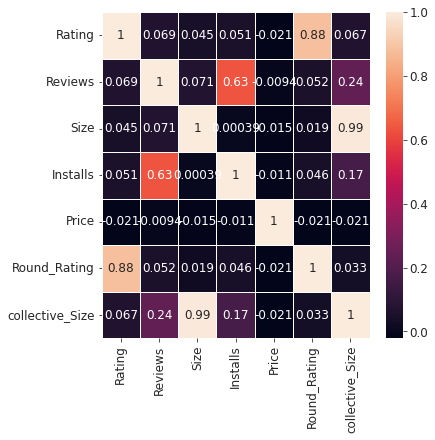 Rating 1 0.069 0.045 0.051 -0.021 0.88 0.067
Reviews 0.069 1 0.071 0.63 -0.0094 0.052 0.24
Size 0.045 0.071 1 0.00039 -0.015 0.019 0.99
Installs 0.051 0.63 0.00039 1 -0.011 0.046 0.17
Price -0.021 -0.0094 -0.015 -0.011 1 -0.021 -0.021
Round_Rating 0.88 0.052 0.019 0.046 -0.021 1 0.033
collective_Size 0.067 0.24 0.99 0.17 -0.021 0.033 1
Rating
Reviews
Size
Installs
Price
Round_Rating
collective_Size
1.0
0.8
0.6
0.4
0.2
0.0